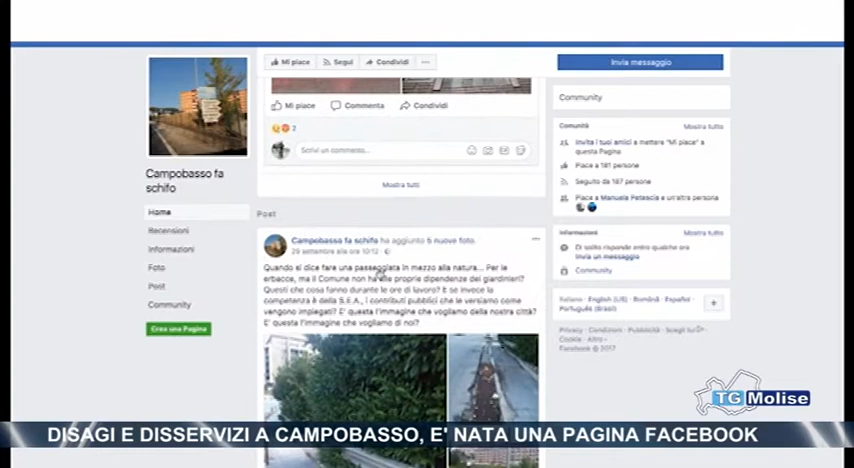 Mi piace Segui Condividi ...
Invia messaggio
Mi piace Commenta Condividi
2
Scrivi un commento...
Mostra tutti
Campobasso fa
schifo
Home
Recensioni
Informazioni
Foto
Post
Community
Crea una Pagina
Post
Campobasso fa schifo ha aggiunto 5 nuove foto.
29 settembre alle ore 10:12
Quando si dice fare una passeggiata in mezzo alla natura... Per le
erbacce, ma il Comune non ha alle proprie dipendenze dei giardinieri?
Questi che cosa fanno durante le ore di lavoro? E se invece la
competenza è della S.E.A., i contributi pubblici che le versiamo come
vengono impiegati? E' questa l'immagine che vogliamo della nostra città?
E' questa l'immagine che vogliamo di noi?
Community
Comunità Mostra tutto
Invita i tuoi amici a mettere "Mi piace" a
questa Pagina
Piace a 181 persone
Seguito da 187 persone
Piace a Manuela Petescia e un'altra persona
Informazioni Mostra tutto
Di solito risponde entro qualche ora
Invia un messaggio
Community
Italiano · English (US) · Română · Español ·
Português (Brasil)
Privacy · Condizioni · Pubblicità · Scegli tu ·
Cookie · Altro
Facebook © 2017
TG Molise
DISAGI E DISSERVIZI A CAMPOBASSO, E' NATA UNA PAGINA FACEBOOK